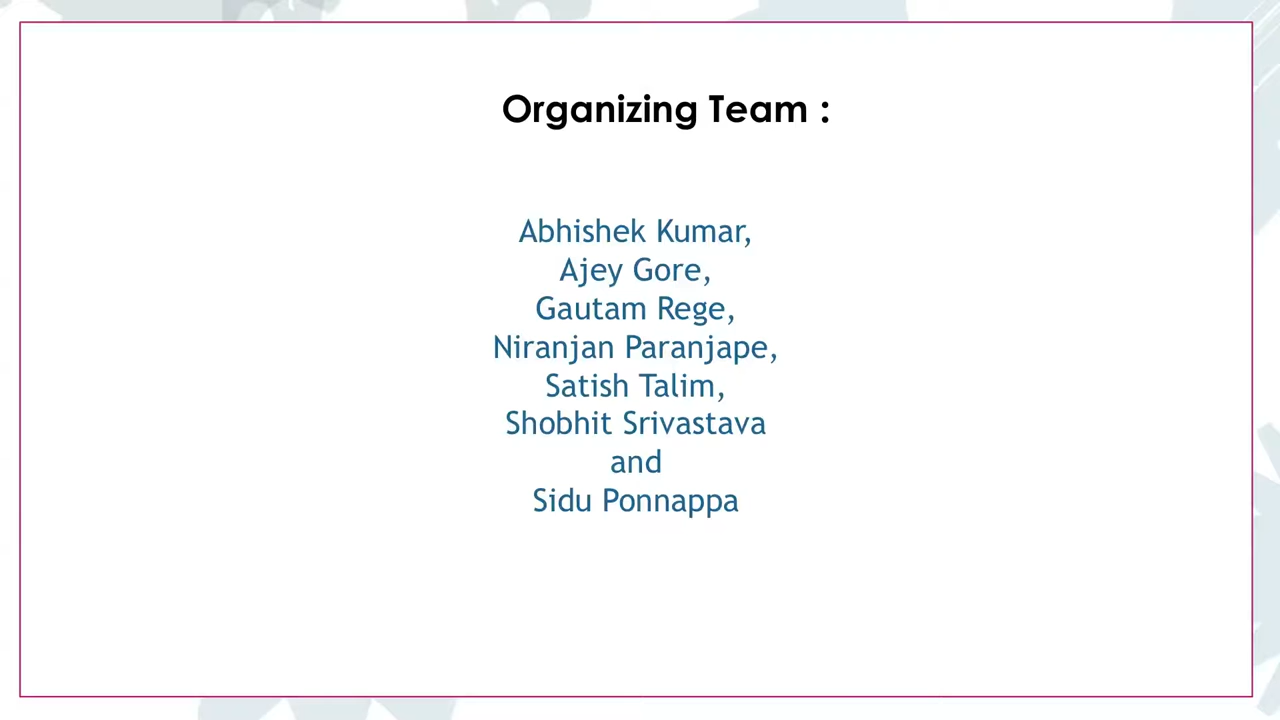 Organizing Team :
Abhishek Kumar,
Ajey Gore,
Gautam Rege,
Niranjan Paranjape,
Satish Talim,
Shobhit Srivastava
and
Sidu Ponnappa